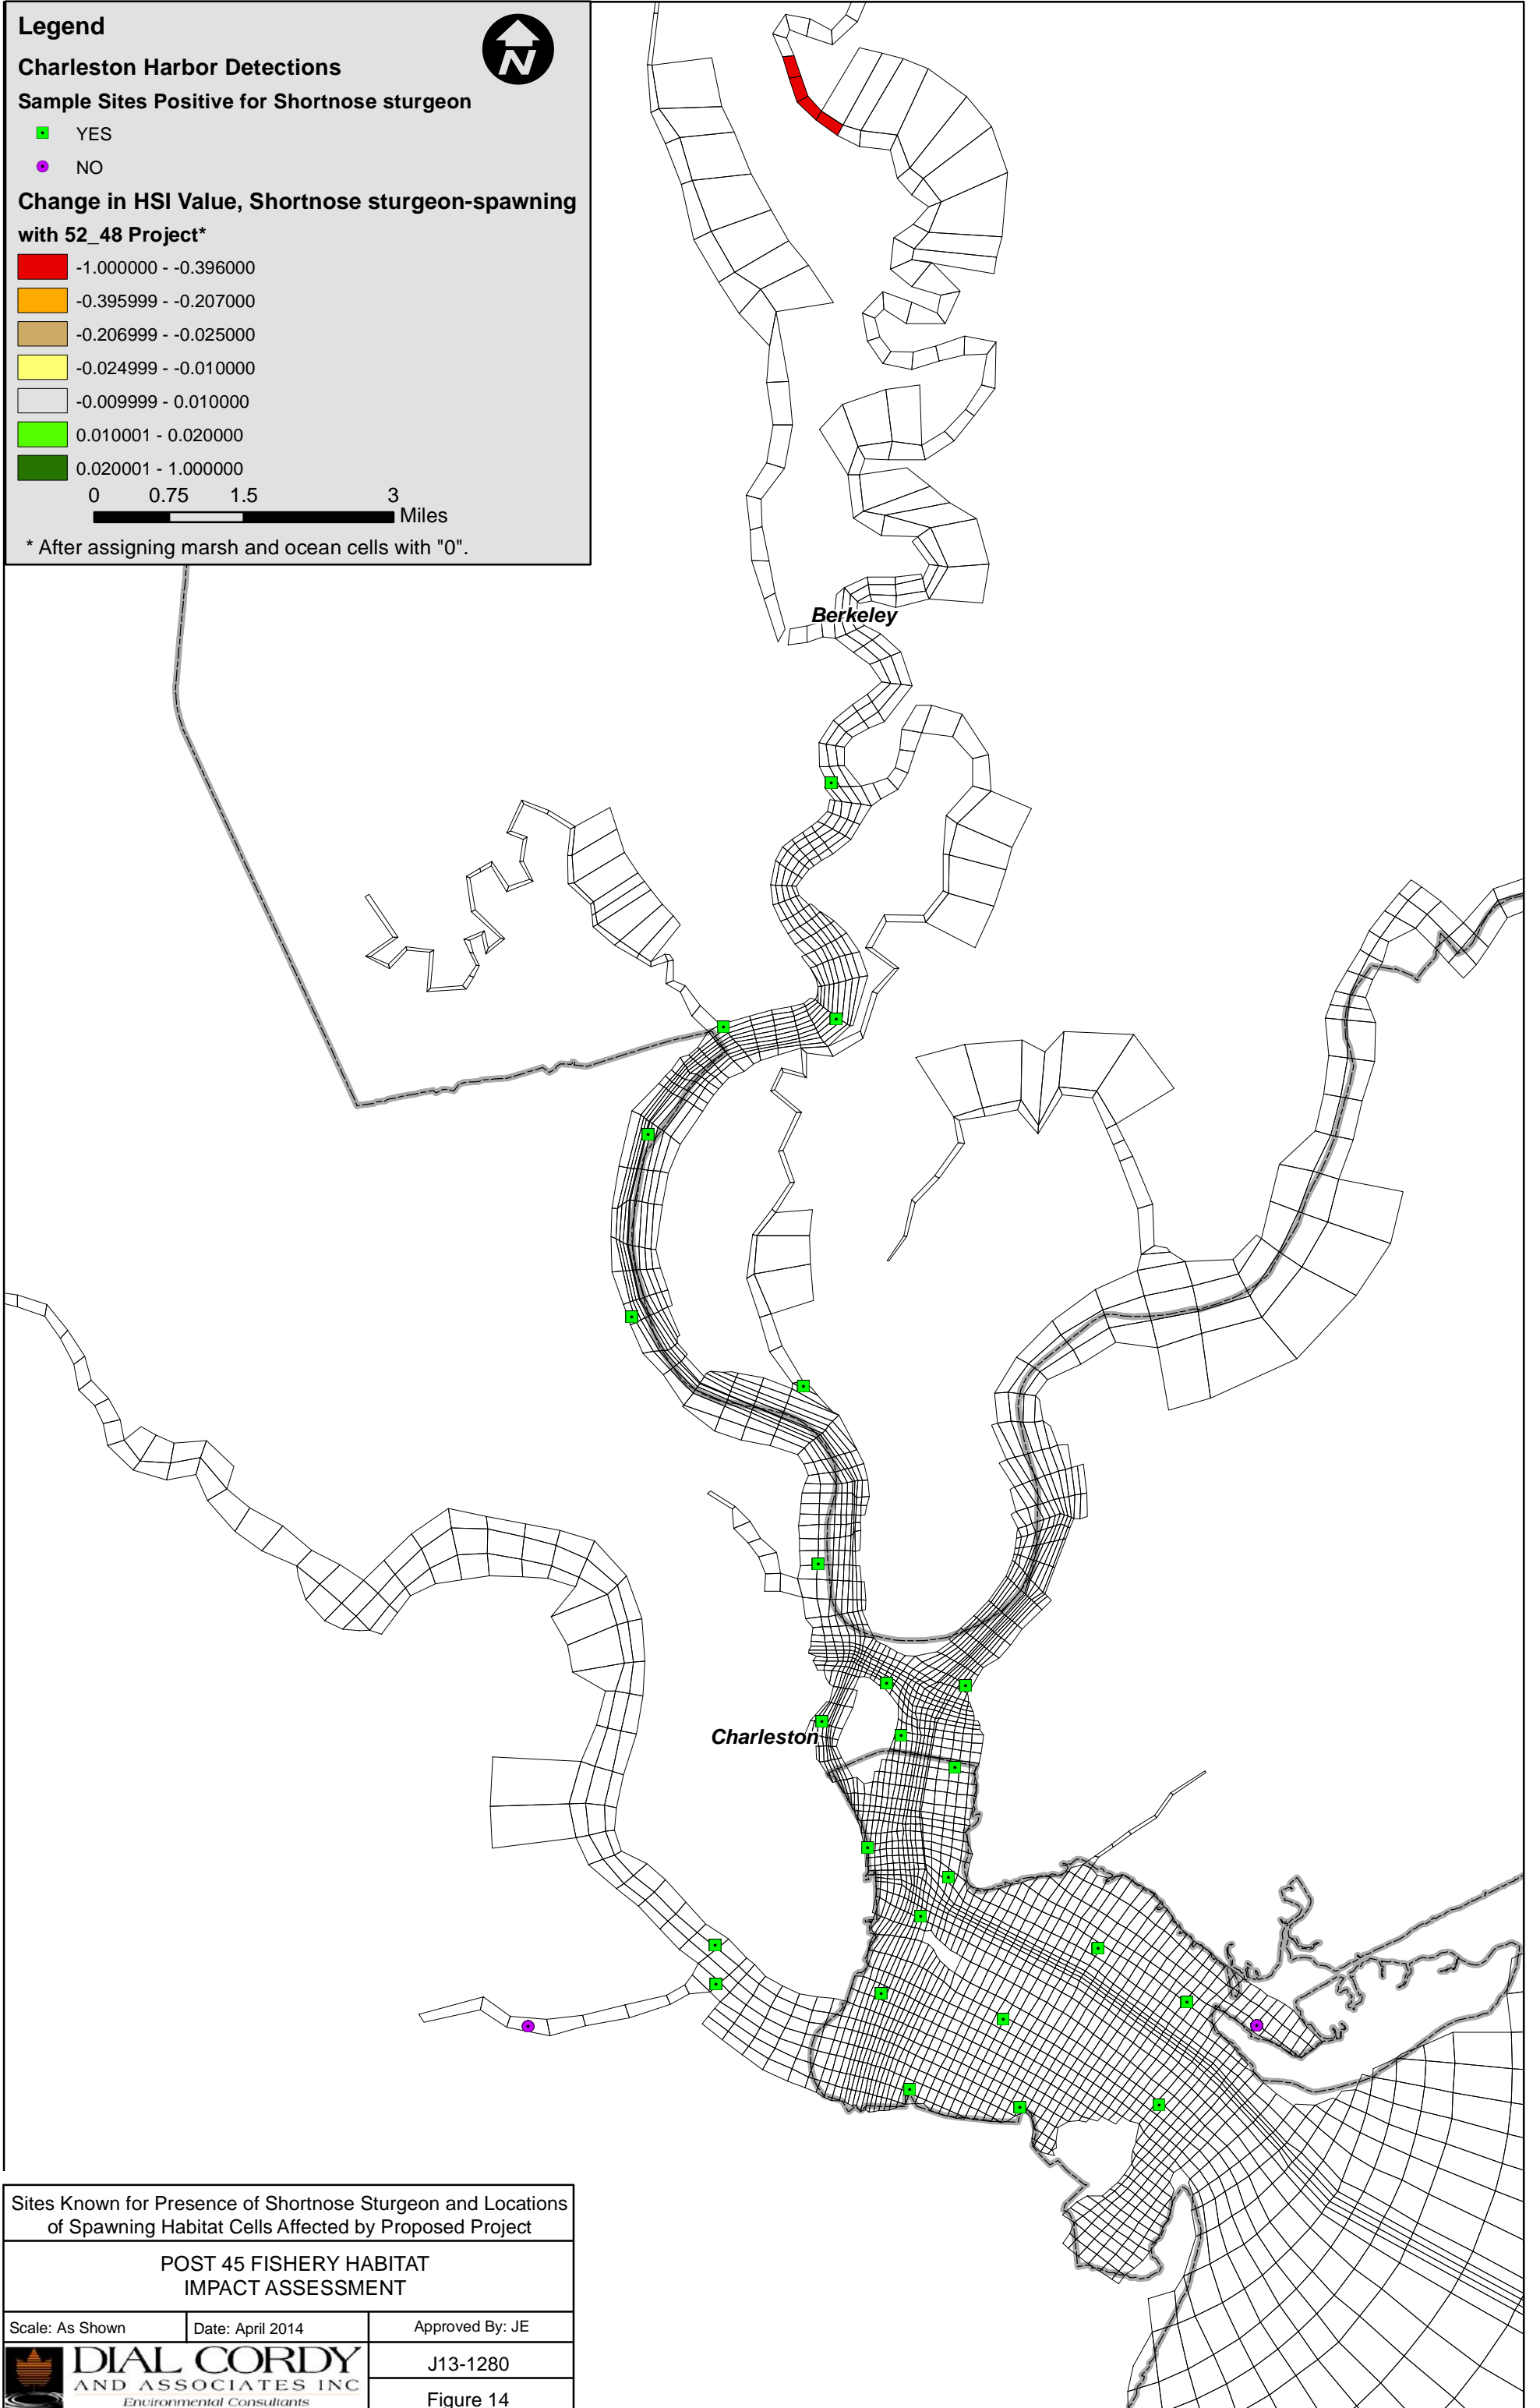 Legend
N
Charleston Harbor Detections
Sample Sites Positive for Shortnose sturgeon
YES
NO
Change in HSI Value, Shortnose sturgeon-spawning
with 52_48 Project*
-1.000000 - -0.396000
-0.395999 - -0.207000
-0.206999 - -0.025000
-0.024999 - -0.010000
-0.009999 - 0.010000
0.010001 - 0.020000
0.020001 - 1.000000
0 0.75 1.5 3
Miles
* After assigning marsh and ocean cells with "0".
Berkeley
Charleston
Sites Known for Presence of Shortnose Sturgeon and Locations
of Spawning Habitat Cells Affected by Proposed Project
POST 45 FISHERY HABITAT
IMPACT ASSESSMENT
Scale: As Shown
Date: April 2014
Approved By: JE
DIAL CORDY
AND ASSOCIATES INC
Environmental Consultants
J13-1280
Figure 14